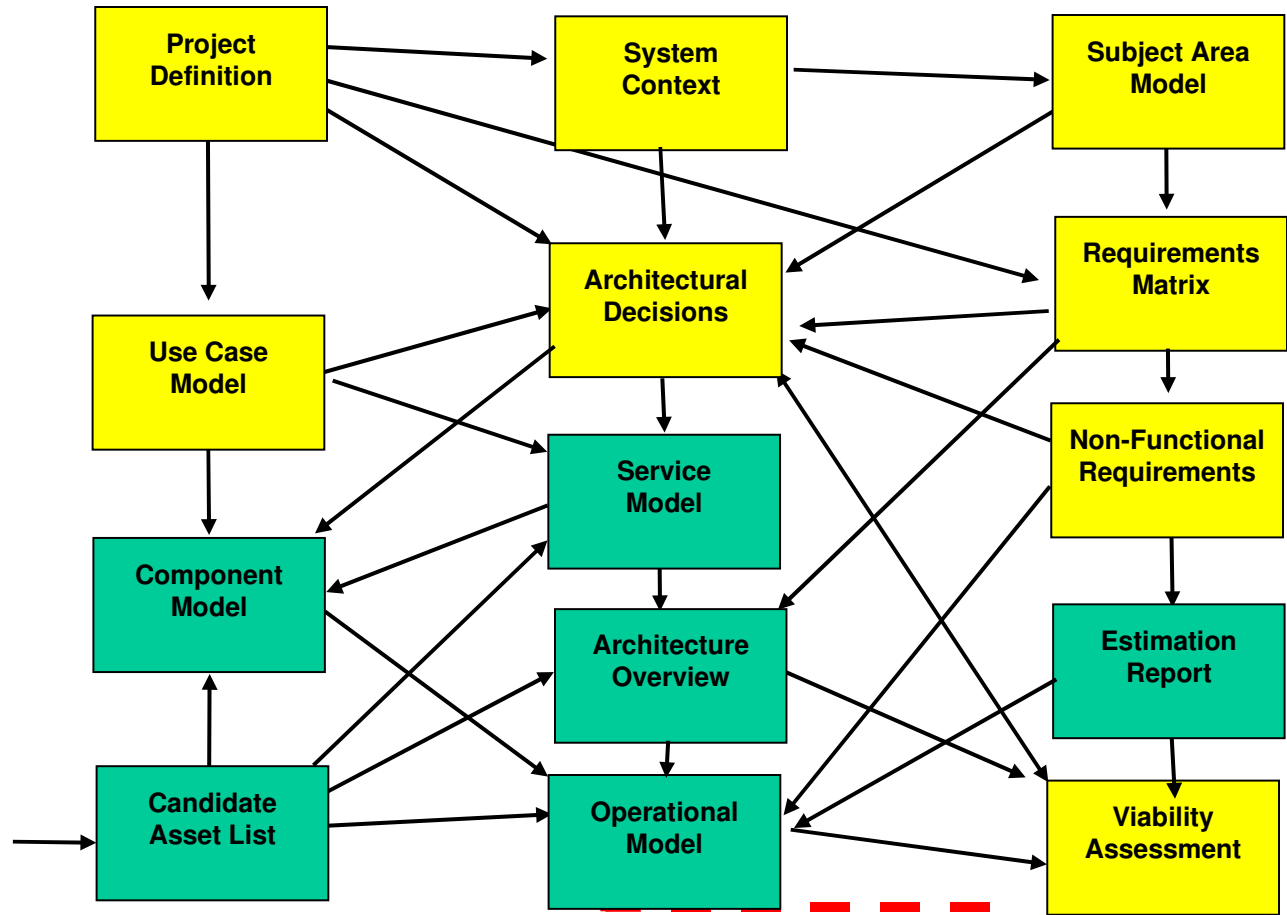 Project
Definition
System
Context
Subject Area
Model
Architectural
Decisions
Requirements
Matrix
Use Case
Model
Service
Model
Non-Functional
Requirements
Component
Model
Architecture
Overview
Estimation
Report
Candidate
Asset List
Operational
Model
Viability
Assessment